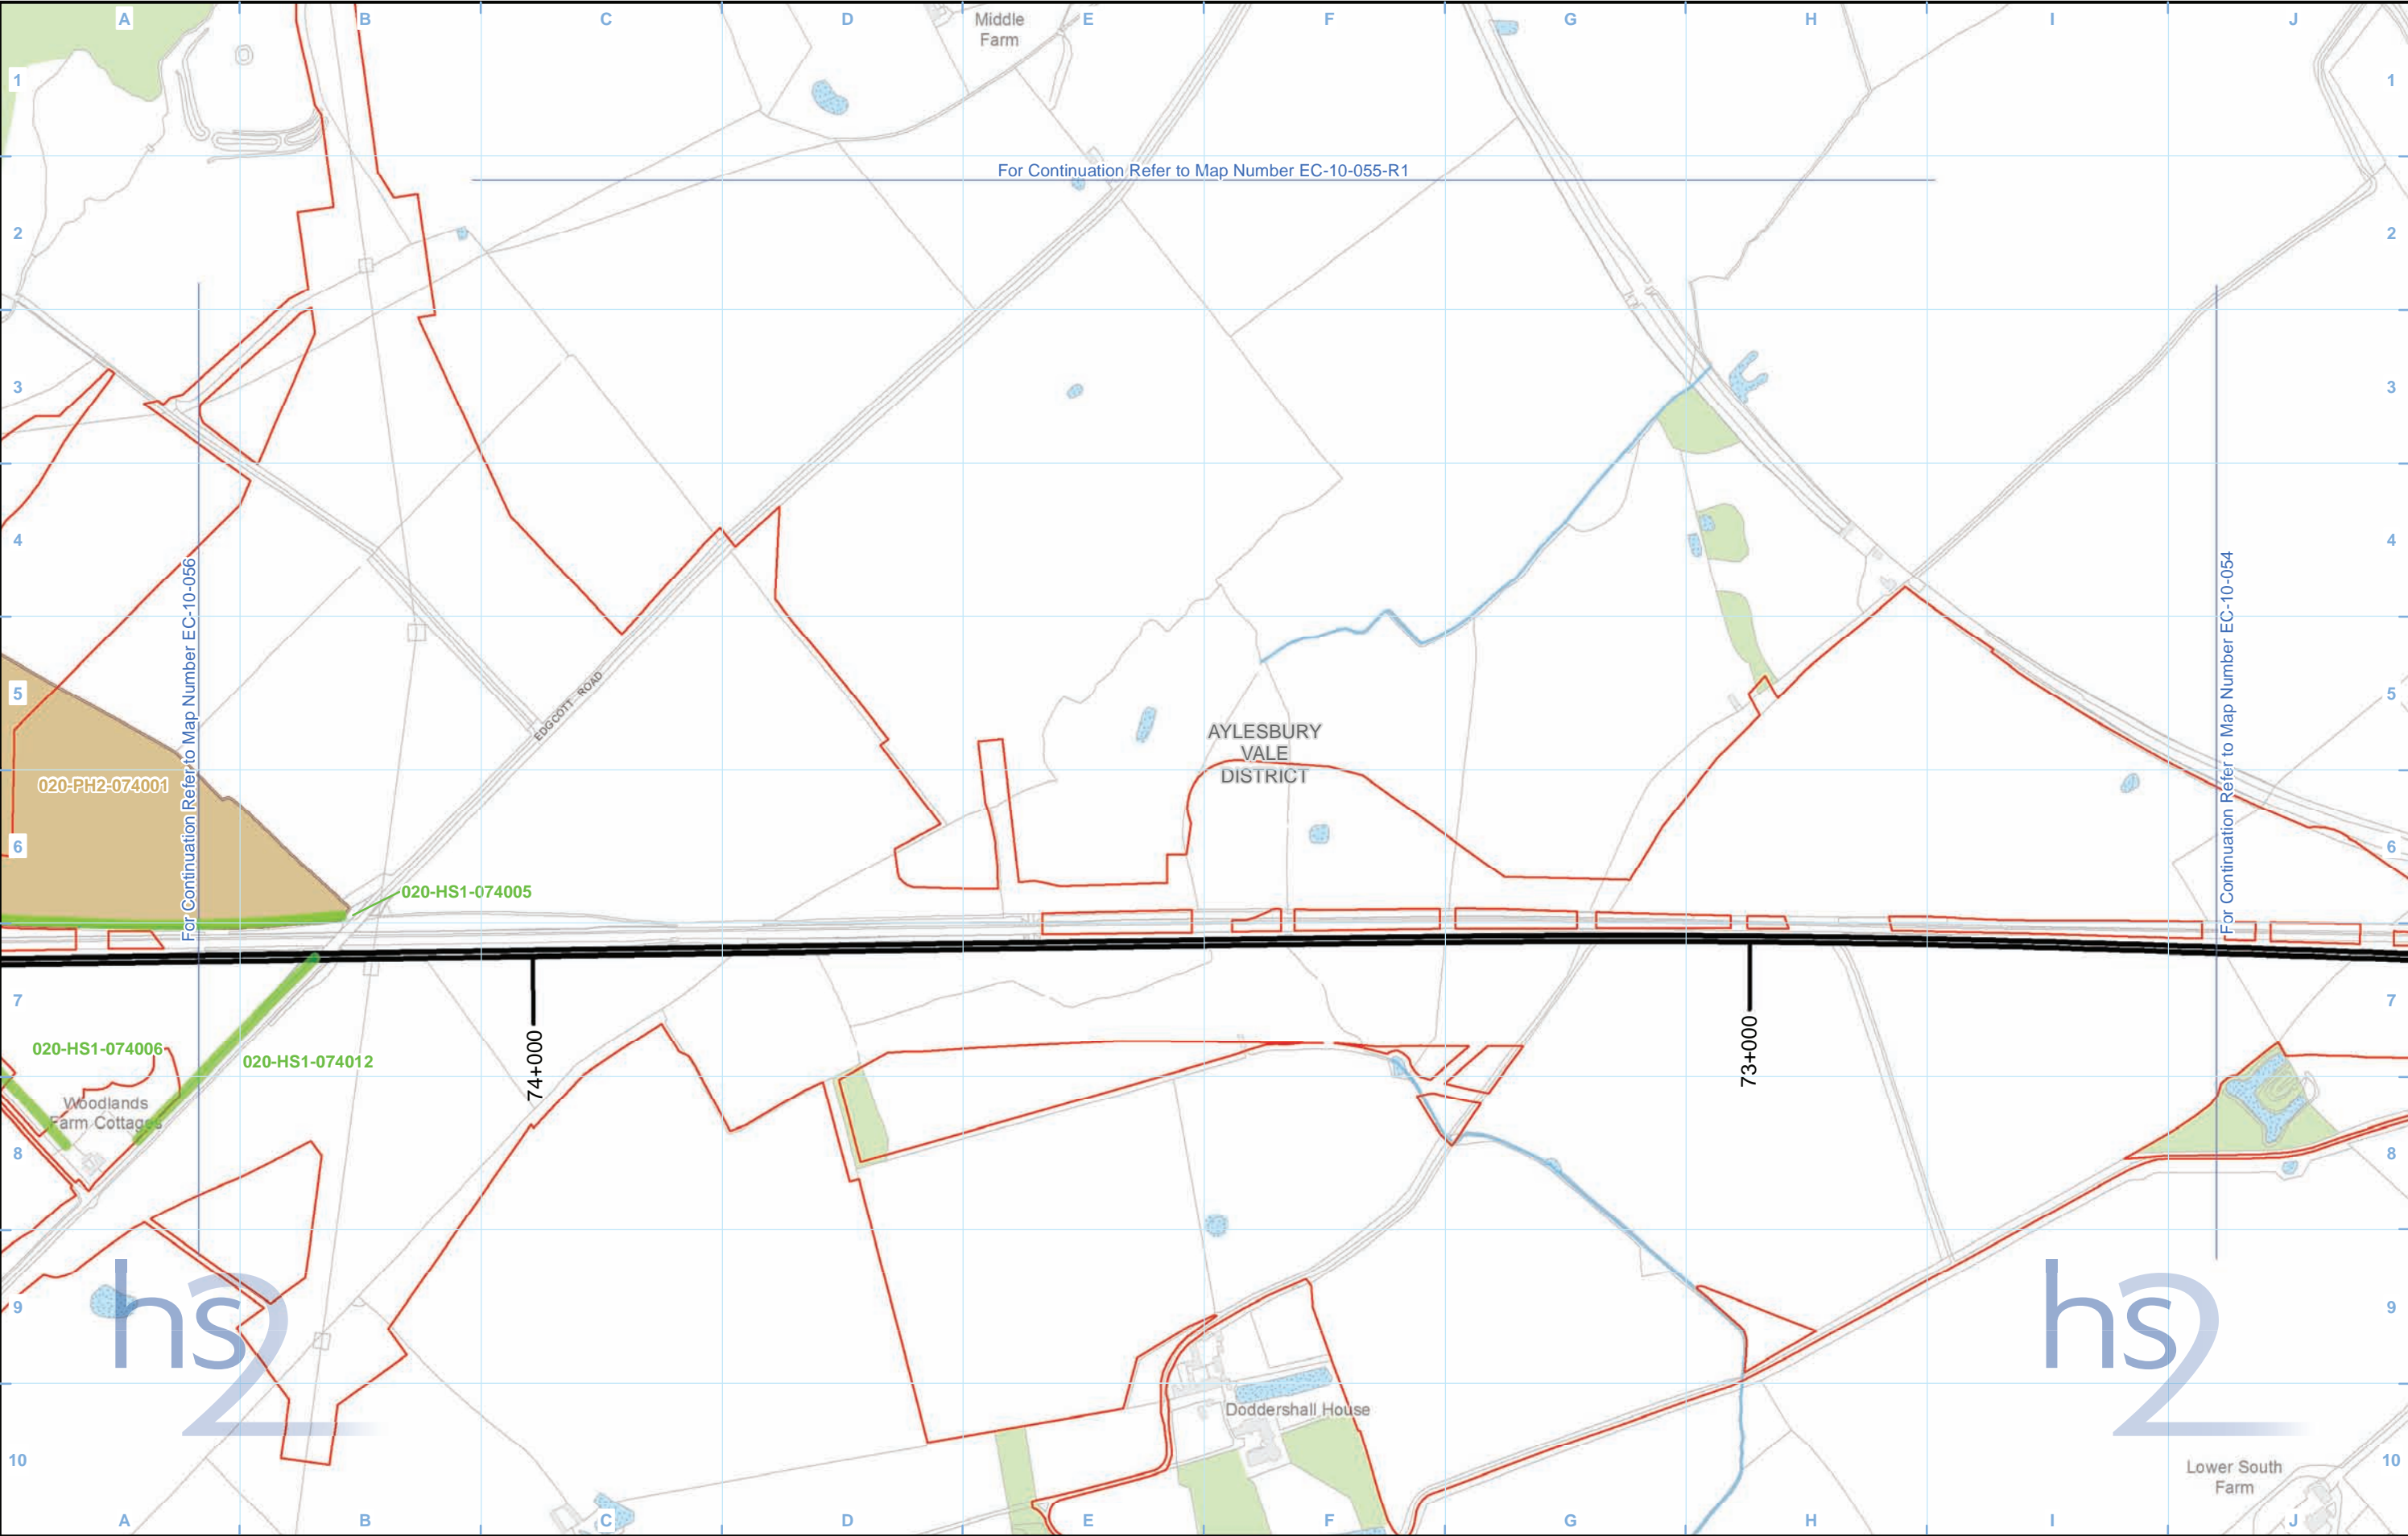 A B C D E F G H I J
Middle
Farm
1 1
For Continuation Refer to Map Number EC-10-055-R1
2 2
3 3
4 4
For Continuation Refer to Map Number EC-10-056
For Continuation Refer to Map Number EC-10-054
EDGCOTT ROAD
5 5
AYLESBURY
VALE
DISTRICT
020-PH2-074001
6 6
020-HS1-074005
7 7
74+000
73+000
020-HS1-074006
020-HS1-074012
Woodlands
Farm Cottages
8 8
9 9
hs2
hs2
Doddershall House
10 10
Lower South
Farm
A B C D E F G H I J